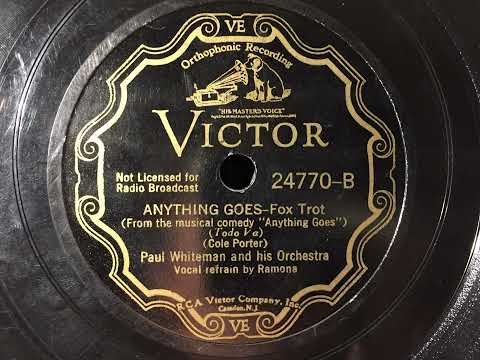 VE
Orthophonic Recording
"HIS MASTER'S VOICE"
VICTOR
Not Licensed for
Radio Broadcast
24770-B
ANYTHING GOES-Fox Trot
(From the musical comedy "Anything Goes")
(Todo Va)
(Cole Porter)
Paul Whiteman and his Orchestra
Vocal refrain by Ramona
RCA Victor Company, Inc.
Camden, N.J.
VE